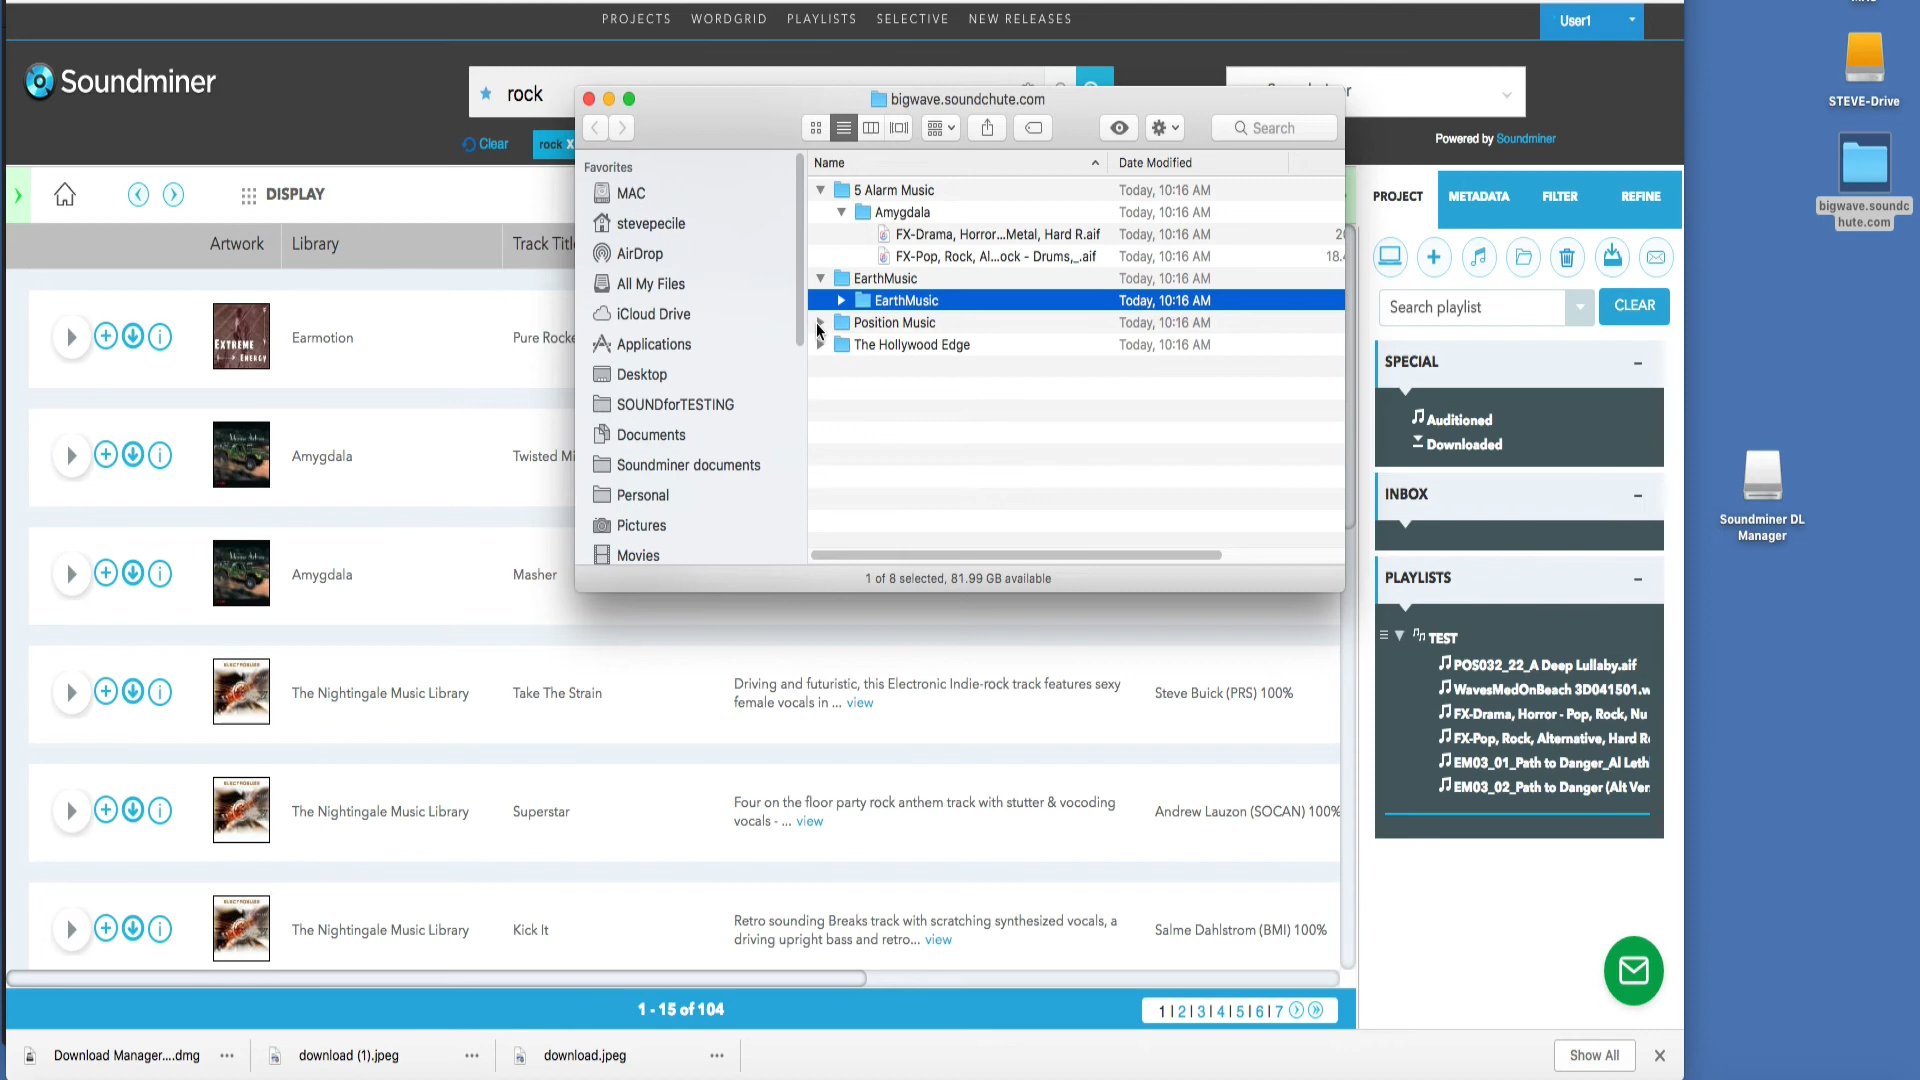 PROJECTS WORDGRID PLAYLISTS SELECTIVE NEW RELEASES
User1
Soundminer
rock
Clear
rock X
Powered by Soundminer
DISPLAY
Artwork Library
Earmotion
EXTREME
ENERGY
Amygdala
Amygdala Masher
The Nightingale Music Library Take The Strain Driving and futuristic, this Electronic Indie-rock track features sexy
female vocals in ... view
Steve Buick (PRS) 100%
The Nightingale Music Library Superstar Four on the floor party rock anthem track with stutter & vocoding
vocals - ... view
Andrew Lauzon (SOCAN) 100%
The Nightingale Music Library Kick It Retro sounding Breaks track with scratching synthesized vocals, a
driving upright bass and retro... view
Salme Dahlstrom (BMI) 100%
1 - 15 of 104
1 | 2 | 3 | 4 | 5 | 6 | 7
bigwave.soundchute.com
Search
Favorites
MAC
stevepecile
AirDrop
All My Files
iCloud Drive
Applications
Desktop
SOUNDforTESTING
Documents
Soundminer documents
Personal
Pictures
Movies
Name Date Modified
5 Alarm Music Today, 10:16 AM
Amygdala Today, 10:16 AM
FX-Drama, Horror...Metal, Hard R.aif Today, 10:16 AM
FX-Pop, Rock, Al...ock - Drums,_.aif Today, 10:16 AM 18.4
EarthMusic Today, 10:16 AM
EarthMusic Today, 10:16 AM
Position Music Today, 10:16 AM
The Hollywood Edge Today, 10:16 AM
1 of 8 selected, 81.99 GB available
PROJECT METADATA FILTER REFINE
Search playlist CLEAR
SPECIAL
Auditioned
Downloaded
INBOX
PLAYLISTS
TEST
POS032_22_A Deep Lullaby.aif
WavesMedOnBeach 3D041501.w
FX-Drama, Horror - Pop, Rock, Nu
FX-Pop, Rock, Alternative, Hard R
EM03_01_Path to Danger_Al Leth
EM03_02_Path to Danger (Alt Ver
STEVE-Drive
bigwave.soundc
hute.com
Soundminer DL
Manager
Download Manager....dmg
download (1).jpeg
download.jpeg
Show All